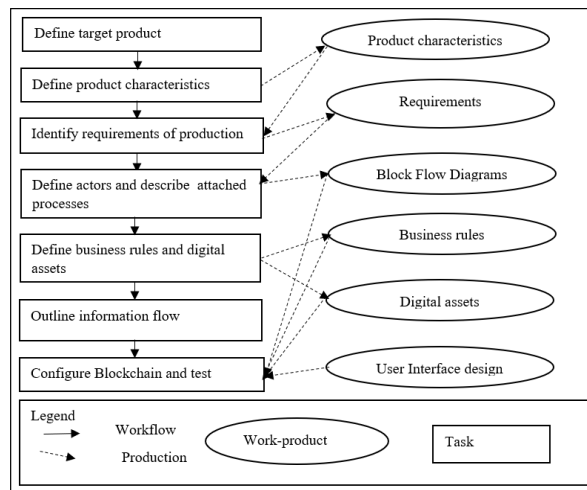 Define target product
Product characteristics
Define product characteristics
Requirements
Identify requirements of production
Block Flow Diagrams
Define actors and describe attached
processes
Business rules
Define business rules and digital
assets
Digital assets
Outline information flow
User Interface design
Configure Blockchain and test
Legend
Workflow
Production
Work-product
Task